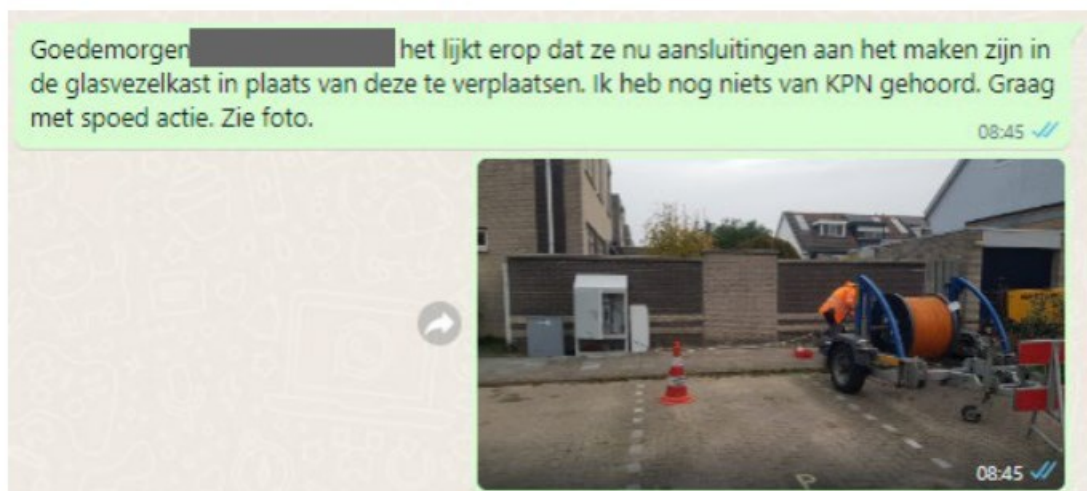 Goedemorgen het lijkt erop dat ze nu aansluitingen aan het maken zijn in
de glasvezelkast in plaats van deze te verplaatsen. Ik heb nog niets van KPN gehoord. Graag
met spoed actie. Zie foto.
08:45
08:45